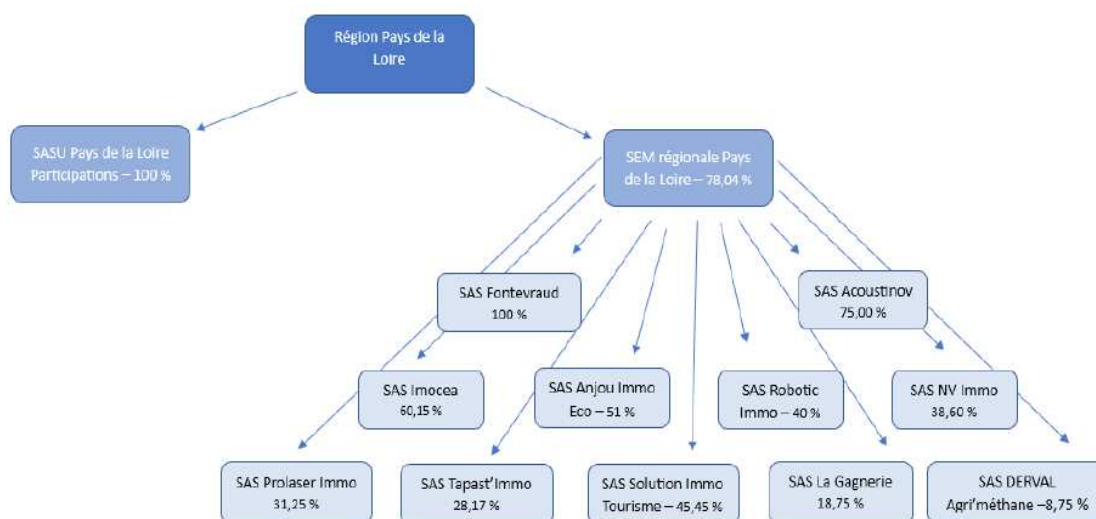 Région Pays de la
Loire
SASU Pays de la Loire
Participations – 100 %
SEM régionale Pays
de la Loire – 78,04 %
SAS Fontevraud
100 %
SAS Acoustinov
75,00 %
SAS Imocea
60,15 %
SAS Anjou Immo
Eco – 51 %
SAS Robotic
Immo – 40 %
SAS NV Immo
38,60 %
SAS Prolaser Immo
31,25 %
SAS Tapast'Immo
28,17 %
SAS Solution Immo
Tourisme – 45,45 %
SAS La Gagnerie
18,75 %
SAS DERVAL
Agri'méthane –8,75 %